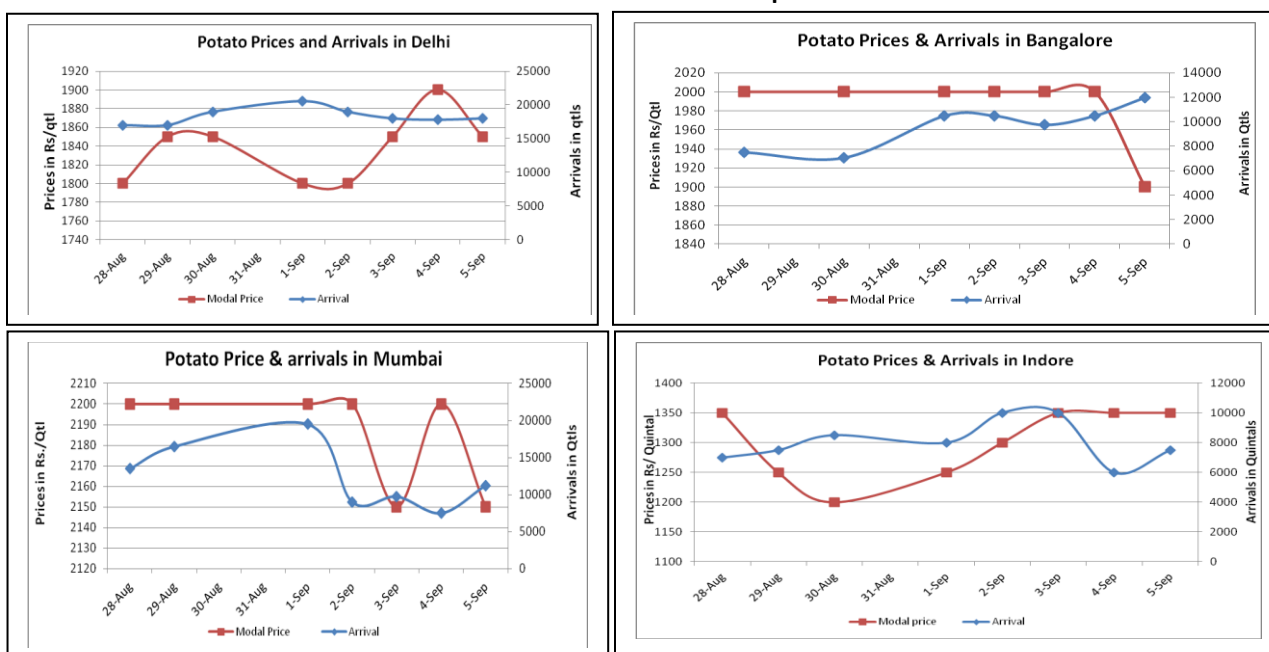 Potato Prices and Arrivals in Delhi
Prices in Rs/qtl
1920
1900
1880
1860
1840
1820
1800
1780
1760
1740
25000
20000
15000
10000
5000
0
Arrivals in qtls
28-Aug
29-Aug
30-Aug
31-Aug
1-Sep
2-Sep
3-Sep
4-Sep
5-Sep
Modal Price
Arrival
Potato Prices & Arrivals in Bangalore
Prices in Rs/Qtl
2020
2000
1980
1960
1940
1920
1900
1880
1860
1840
14000
12000
10000
8000
6000
4000
2000
0
Arrivals in Qtls
28-Aug
29-Aug
30-Aug
31-Aug
1-Sep
2-Sep
3-Sep
4-Sep
5-Sep
Modal Price
Arrival
Potato Price & arrivals in Mumbai
Prices in Rs./Qtl
2210
2200
2190
2180
2170
2160
2150
2140
2130
2120
25000
20000
15000
10000
5000
0
Arrivals in Qtls
28-Aug
29-Aug
30-Aug
31-Aug
1-Sep
2-Sep
3-Sep
4-Sep
5-Sep
Modal Price
Arrival
Potato Prices & Arrivals in Indore
Prices in Rs/ Quintal
1400
1350
1300
1250
1200
1150
1100
12000
10000
8000
6000
4000
2000
0
Arrivals in Quintals
28-Aug
29-Aug
30-Aug
31-Aug
1-Sep
2-Sep
3-Sep
4-Sep
5-Sep
Modal price
Arrival